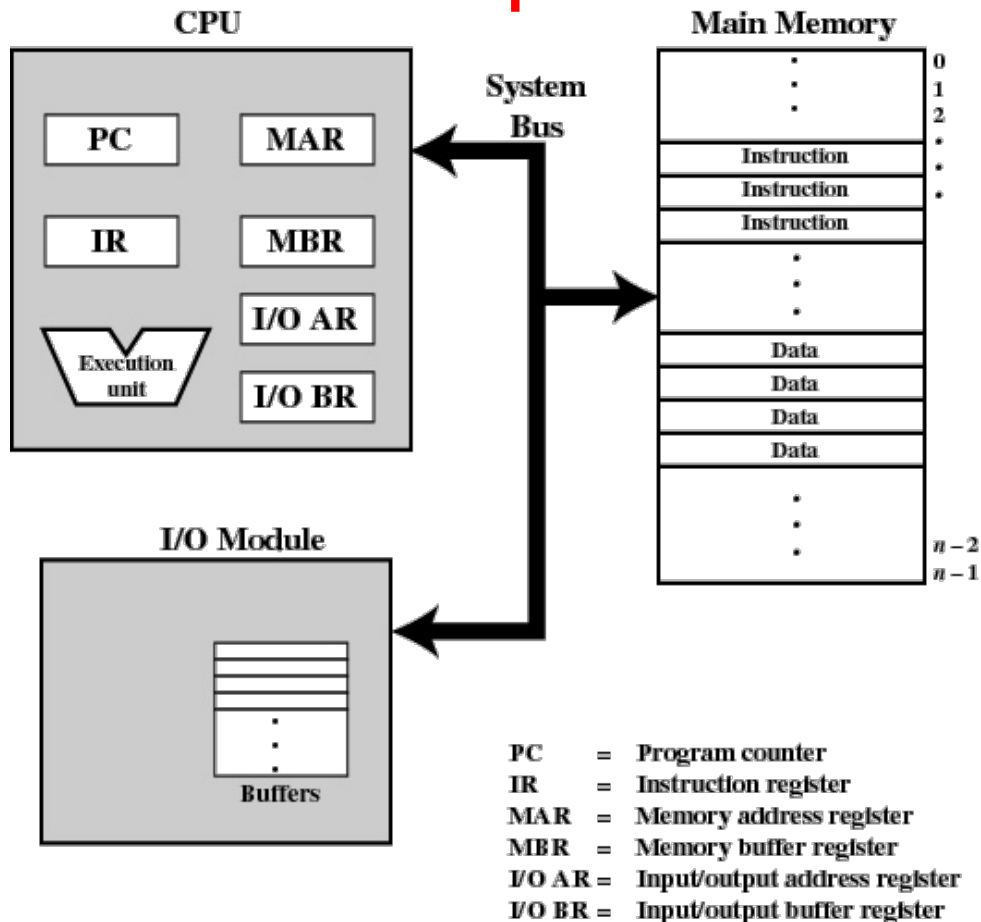 CPU
PC
MAR
IR
MBR
I/O AR
I/O BR
Execution
unit
System
Bus
Main Memory
0
1
2
Instruction
Instruction
Instruction
Data
Data
Data
Data
n – 2
n – 1
I/O Module
Buffers
PC = Program counter
IR = Instruction register
MAR = Memory address register
MBR = Memory buffer register
I/O AR = Input/output address register
I/O BR = Input/output buffer register